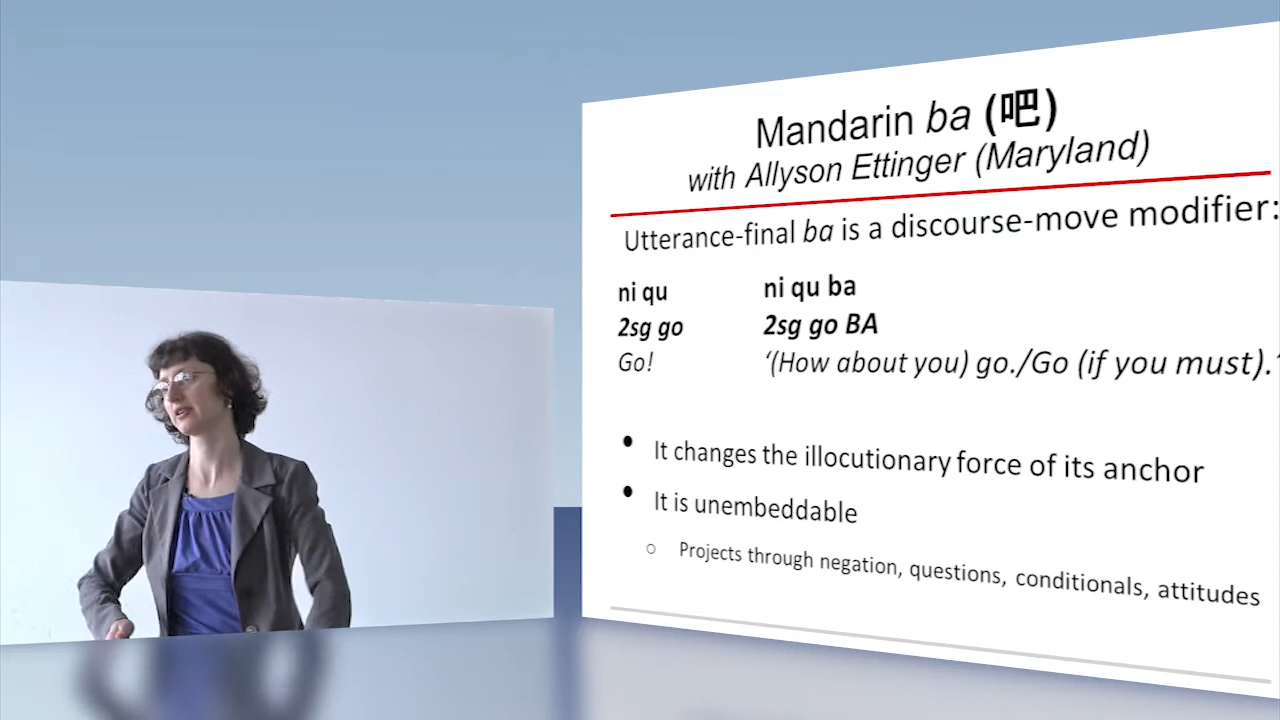 Mandarin ba (吧)
with Allyson Ettinger (Maryland)
Utterance-final ba is a discourse-move modifier:
ni qu ni qu ba
2sg go 2sg go BA
Go! ‘(How about you) go./Go (if you must).’
• It changes the illocutionary force of its anchor
• It is unembeddable
○ Projects through negation, questions, conditionals, attitudes